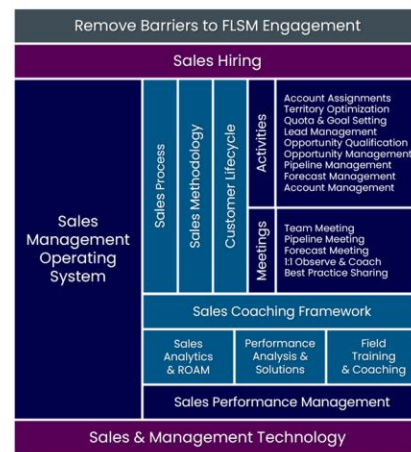 Remove Barriers to FLSM Engagement
Sales Hiring
Sales
Management
Operating
System
Sales Process
Sales Methodology
Customer Lifecycle
Activities
Account Assignments
Territory Optimization
Quota & Goal Setting
Lead Management
Opportunity Qualification
Opportunity Management
Pipeline Management
Forecast Management
Account Management
Meetings
Team Meeting
Pipeline Meeting
Forecast Meeting
1:1 Observe & Coach
Best Practice Sharing
Sales Coaching Framework
Sales
Analytics
& ROAM
Performance
Analysis &
Solutions
Field
Training
& Coaching
Sales Performance Management
Sales & Management Technology